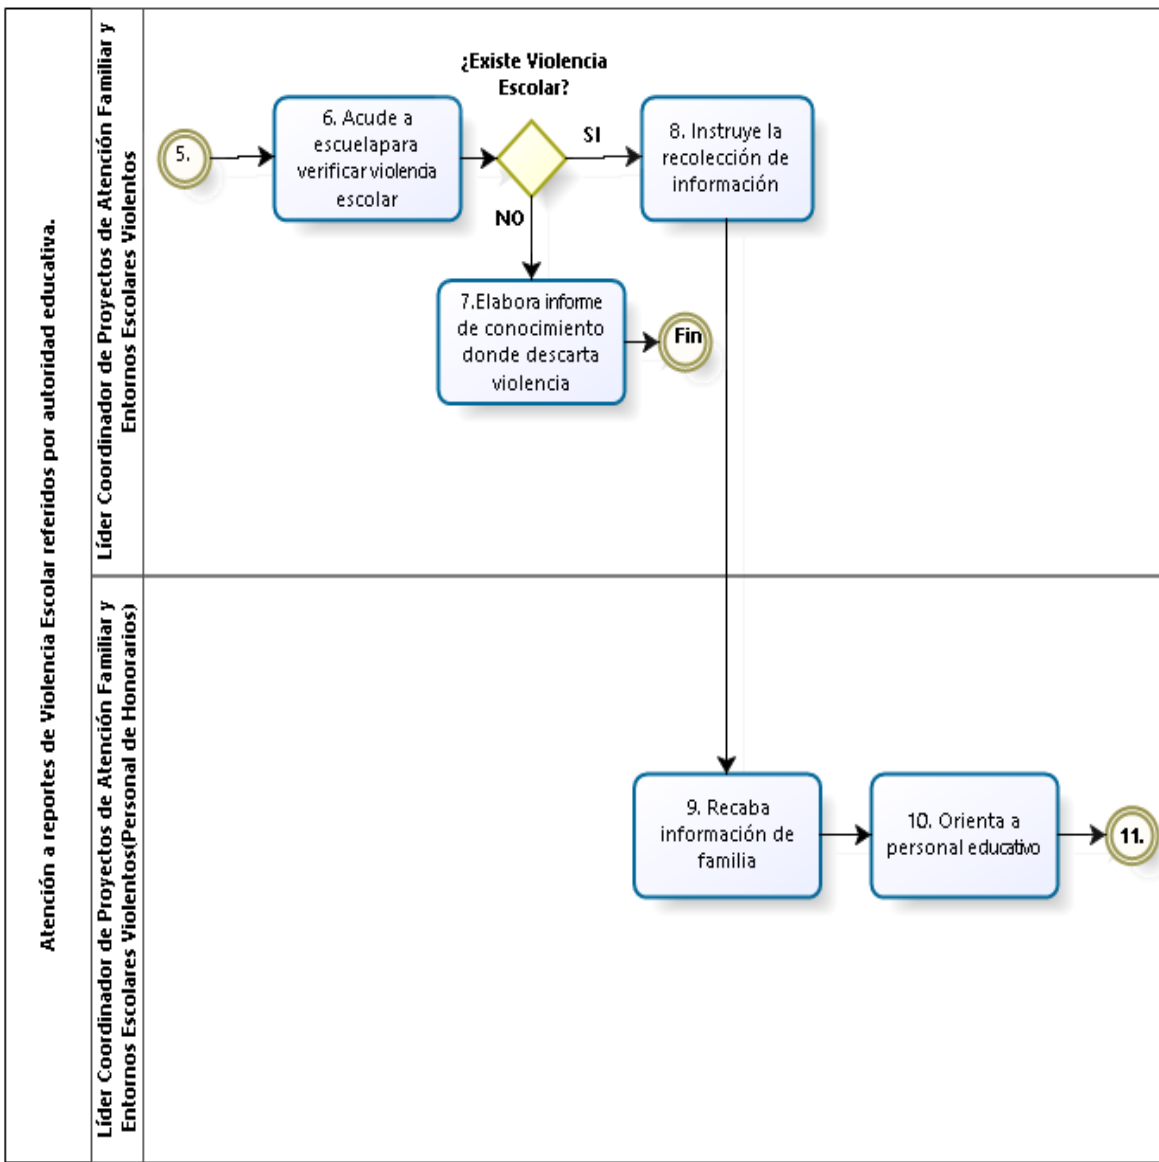 Atención a reportes de Violencia Escolar referidos por autoridad educativa.
Líder Coordinador de Proyectos de Atención Familiar y
Entornos Escolares Violentos
5.
6. Acude a
escuelapara
verificar violencia
escolar
¿Existe Violencia
Escolar?
SI
NO
8. Instruye la
recolección de
información
7.Elabora informe
de conocimiento
donde descarta
violencia
Fin
Líder Coordinador de Proyectos de Atención Familiar y
Entornos Escolares Violentos(Personal de Honorarios)
9. Recaba
información de
familia
10. Orienta a
personal educativo
11.